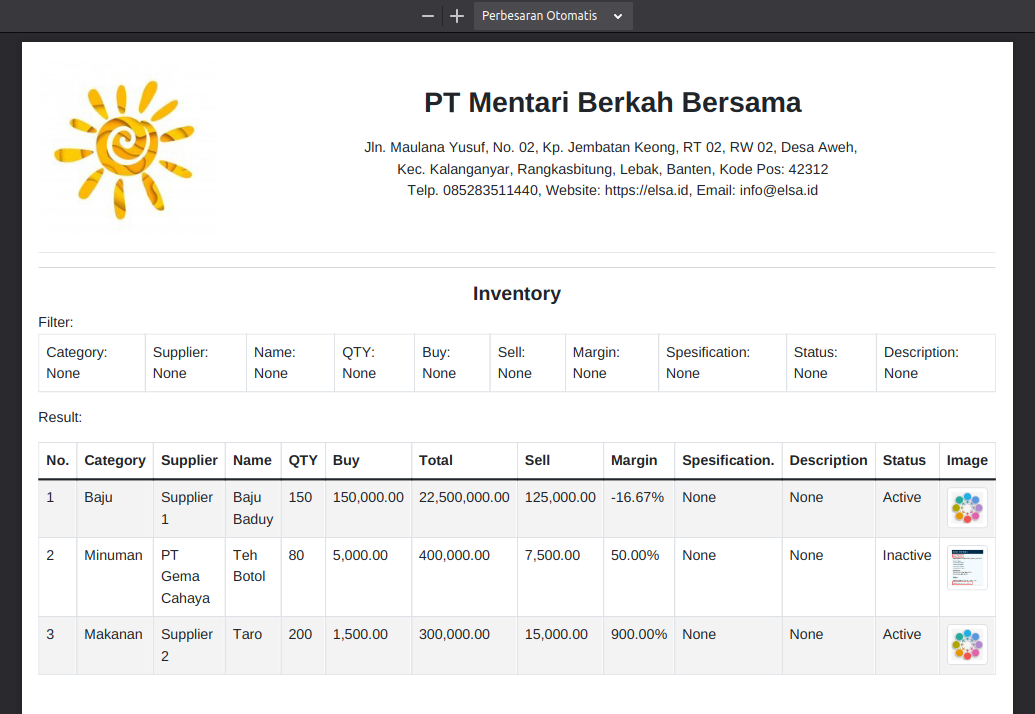 Perbesaran Otomatis
PT Mentari Berkah Bersama
Jln. Maulana Yusuf, No. 02, Kp. Jembatan Keong, RT 02, RW 02, Desa Aweh,
Kec. Kalanganyar, Rangkasbitung, Lebak, Banten, Kode Pos: 42312
Telp. 085283511440, Website: https://elsa.id, Email: info@elsa.id
Inventory
Filter:
Category: Supplier: Name: QTY: Buy: Sell: Margin: Spesification: Status: Description:
None None None None None None None None None None
Result:
No. Category Supplier Name QTY Buy Total Sell Margin Spesification. Description Status Image
1 Baju Supplier Baju 150 150,000.00 22,500,000.00 125,000.00 -16.67% None None Active
1 Baduy
2 Minuman PT Teh 80 5,000.00 400,000.00 7,500.00 50.00% None None Inactive
Gema Botol
Cahaya
3 Makanan Supplier Taro 200 1,500.00 300,000.00 15,000.00 900.00% None None Active
2